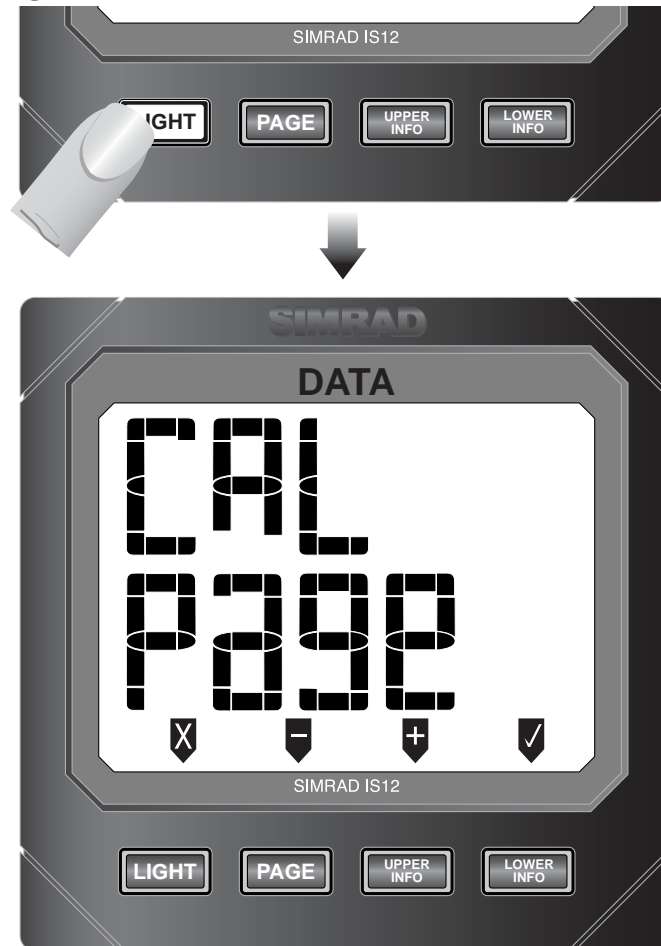 SIMRAD IS12
LIGHT PAGE UPPER INFO LOWER INFO
SIMRAD
DATA
CAL
PagE
X - + ✓
SIMRAD IS12
LIGHT PAGE UPPER INFO LOWER INFO